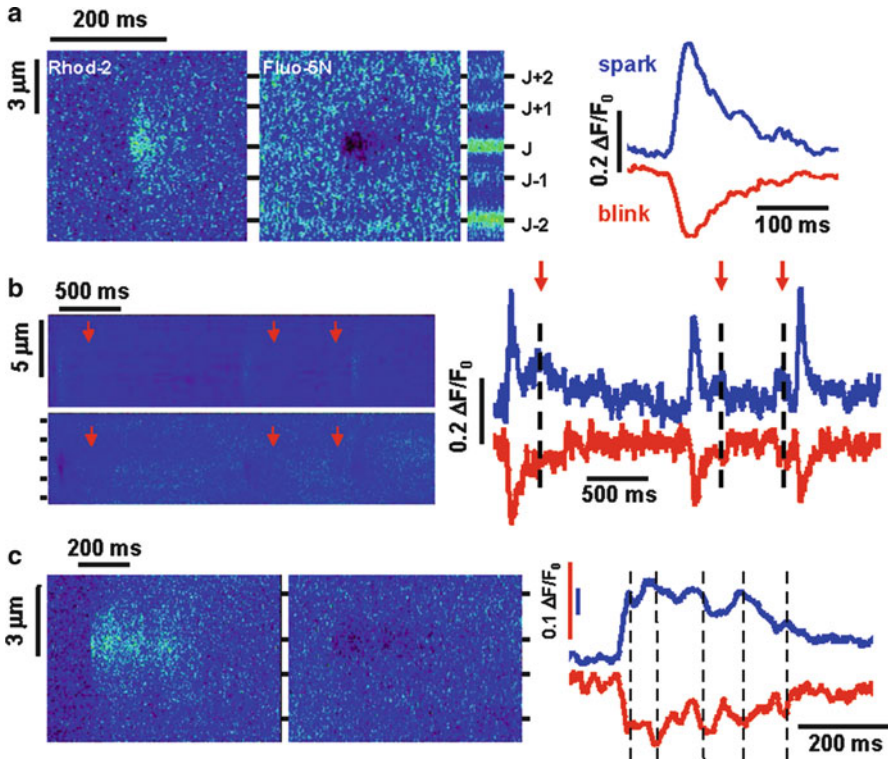 a
200 ms
3 µm
Rhod-2
Fluo-5N
J+2
J+1
J
J-1
J-2
spark
0.2 ΔF/F0
blink
100 ms
b
500 ms
5 µm
0.2 ΔF/F0
500 ms
c
200 ms
3 µm
0.1 ΔF/F0
200 ms